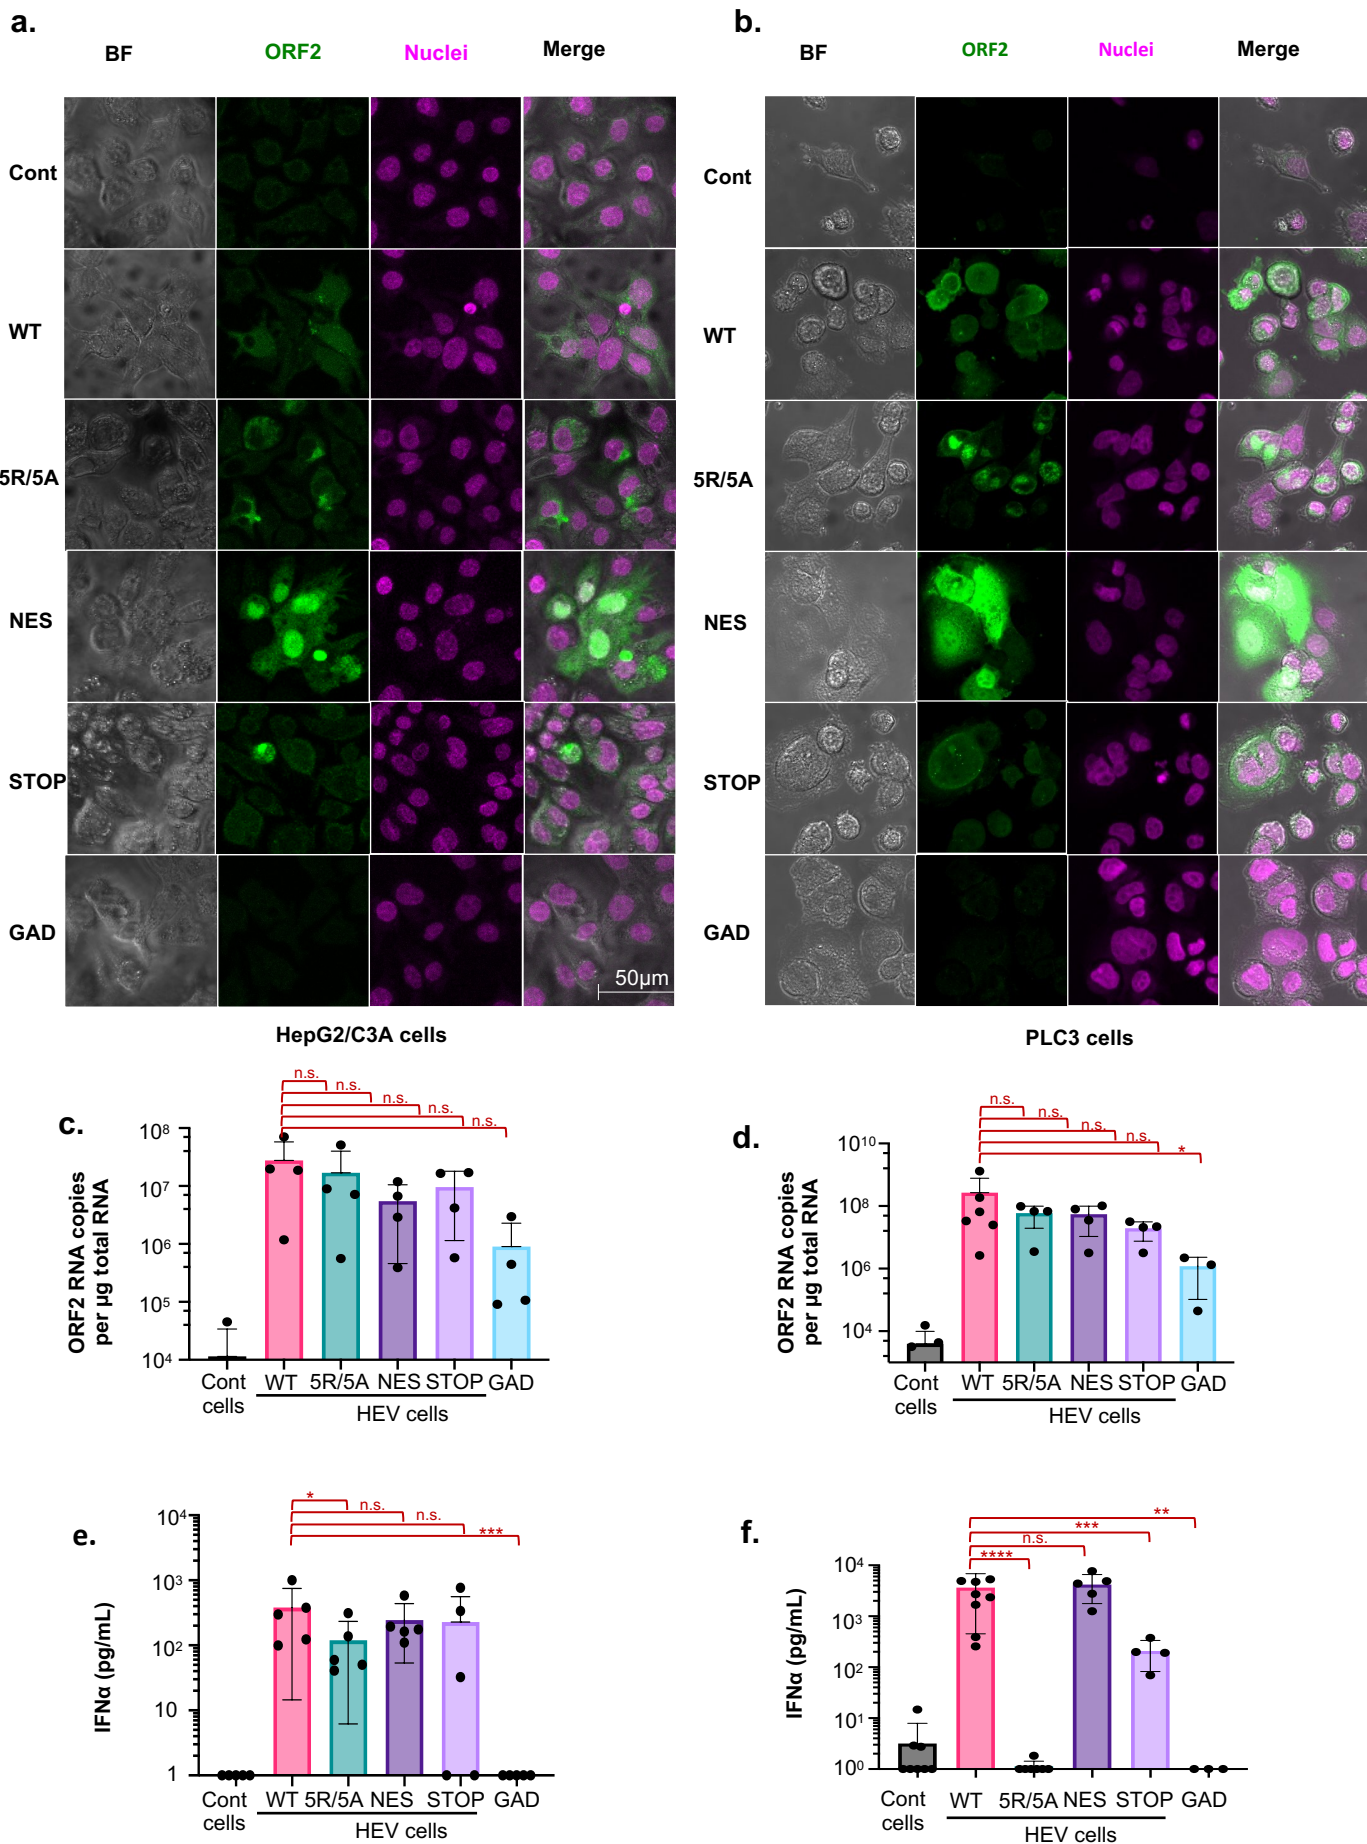 a.
BF ORF2 Nuclei Merge
Cont
WT
5R/5A
NES
STOP
GAD
50µm
HepG2/C3A cells
b.
BF ORF2 Nuclei Merge
Cont
WT
5R/5A
NES
STOP
GAD
PLC3 cells
c.
n.s.
n.s.
n.s.
n.s.
n.s.
ORF2 RNA copies
per µg total RNA
10⁸
10⁷
10⁶
10⁵
10⁴
Cont cells WT 5R/5A NES STOP GAD
HEV cells
d.
n.s.
n.s.
n.s.
n.s.
*
ORF2 RNA copies
per µg total RNA
10¹⁰
10⁸
10⁶
10⁴
Cont cells WT 5R/5A NES STOP GAD
HEV cells
e.
*
n.s.
n.s.
***
IFNα (pg/mL)
10⁴
10³
10²
10
1
Cont cells WT 5R/5A NES STOP GAD
HEV cells
f.
**
***
n.s.
****
IFNα (pg/mL)
10⁴
10³
10²
10¹
10⁰
Cont cells WT 5R/5A NES STOP GAD
HEV cells